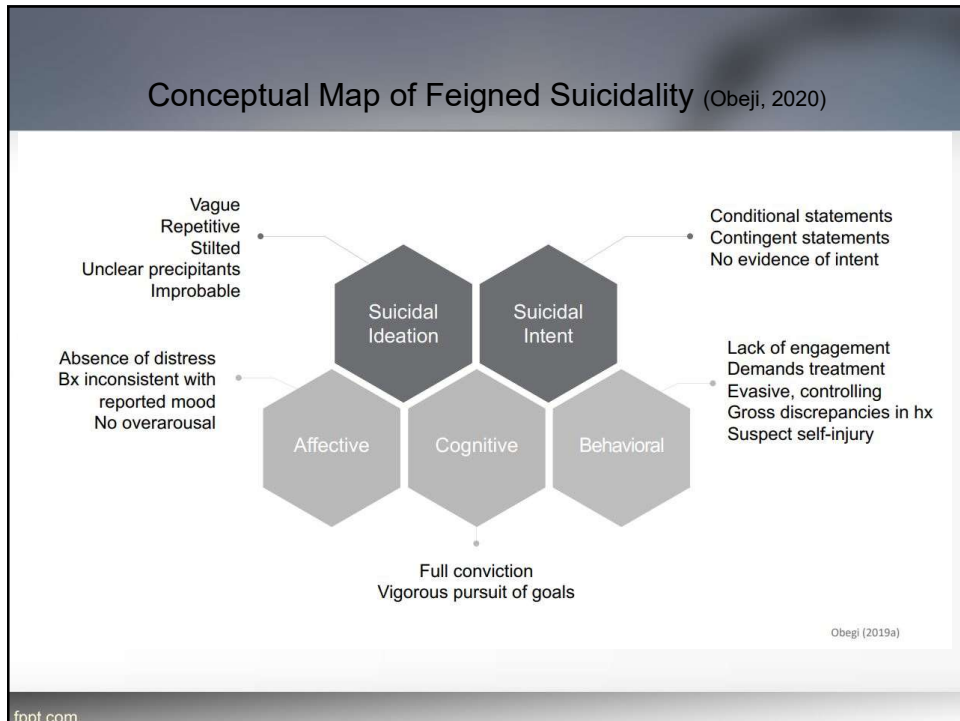 Conceptual Map of Feigned Suicidality (Obeji, 2020)
Vague
Repetitive
Stilted
Unclear precipitants
Improbable
Conditional statements
Contingent statements
No evidence of intent
Suicidal
Ideation
Suicidal
Intent
Absence of distress
Bx inconsistent with
reported mood
No overarousal
Lack of engagement
Demands treatment
Evasive, controlling
Gross discrepancies in hx
Suspect self-injury
Affective
Cognitive
Behavioral
Full conviction
Vigorous pursuit of goals
Obegi (2019a)
fppt.com